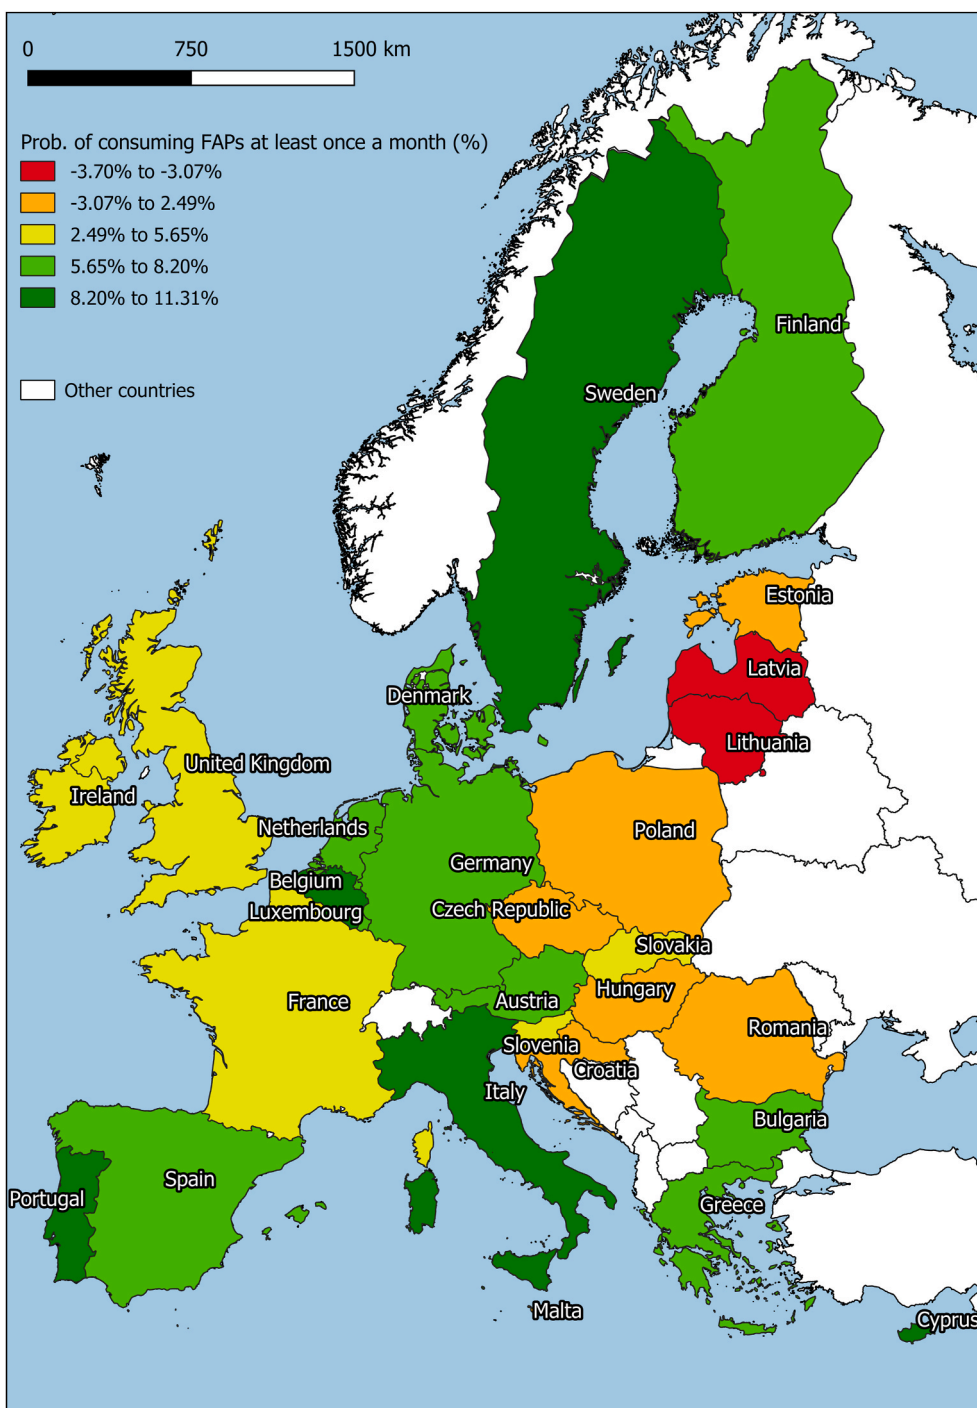 0 750 1500 km
Prob. of consuming FAPs at least once a month (%)
-3.70% to -3.07%
-3.07% to 2.49%
2.49% to 5.65%
5.65% to 8.20%
8.20% to 11.31%
Other countries
Finland
Sweden
Estonia
Latvia
Denmark
Lithuania
United Kingdom
Ireland
Netherlands
Poland
Germany
Belgium
Luxembourg
Czech Republic
Slovakia
Hungary
France
Austria
Romania
Slovenia
Croatia
Italy
Bulgaria
Spain
Portugal
Greece
Malta
Cyprus